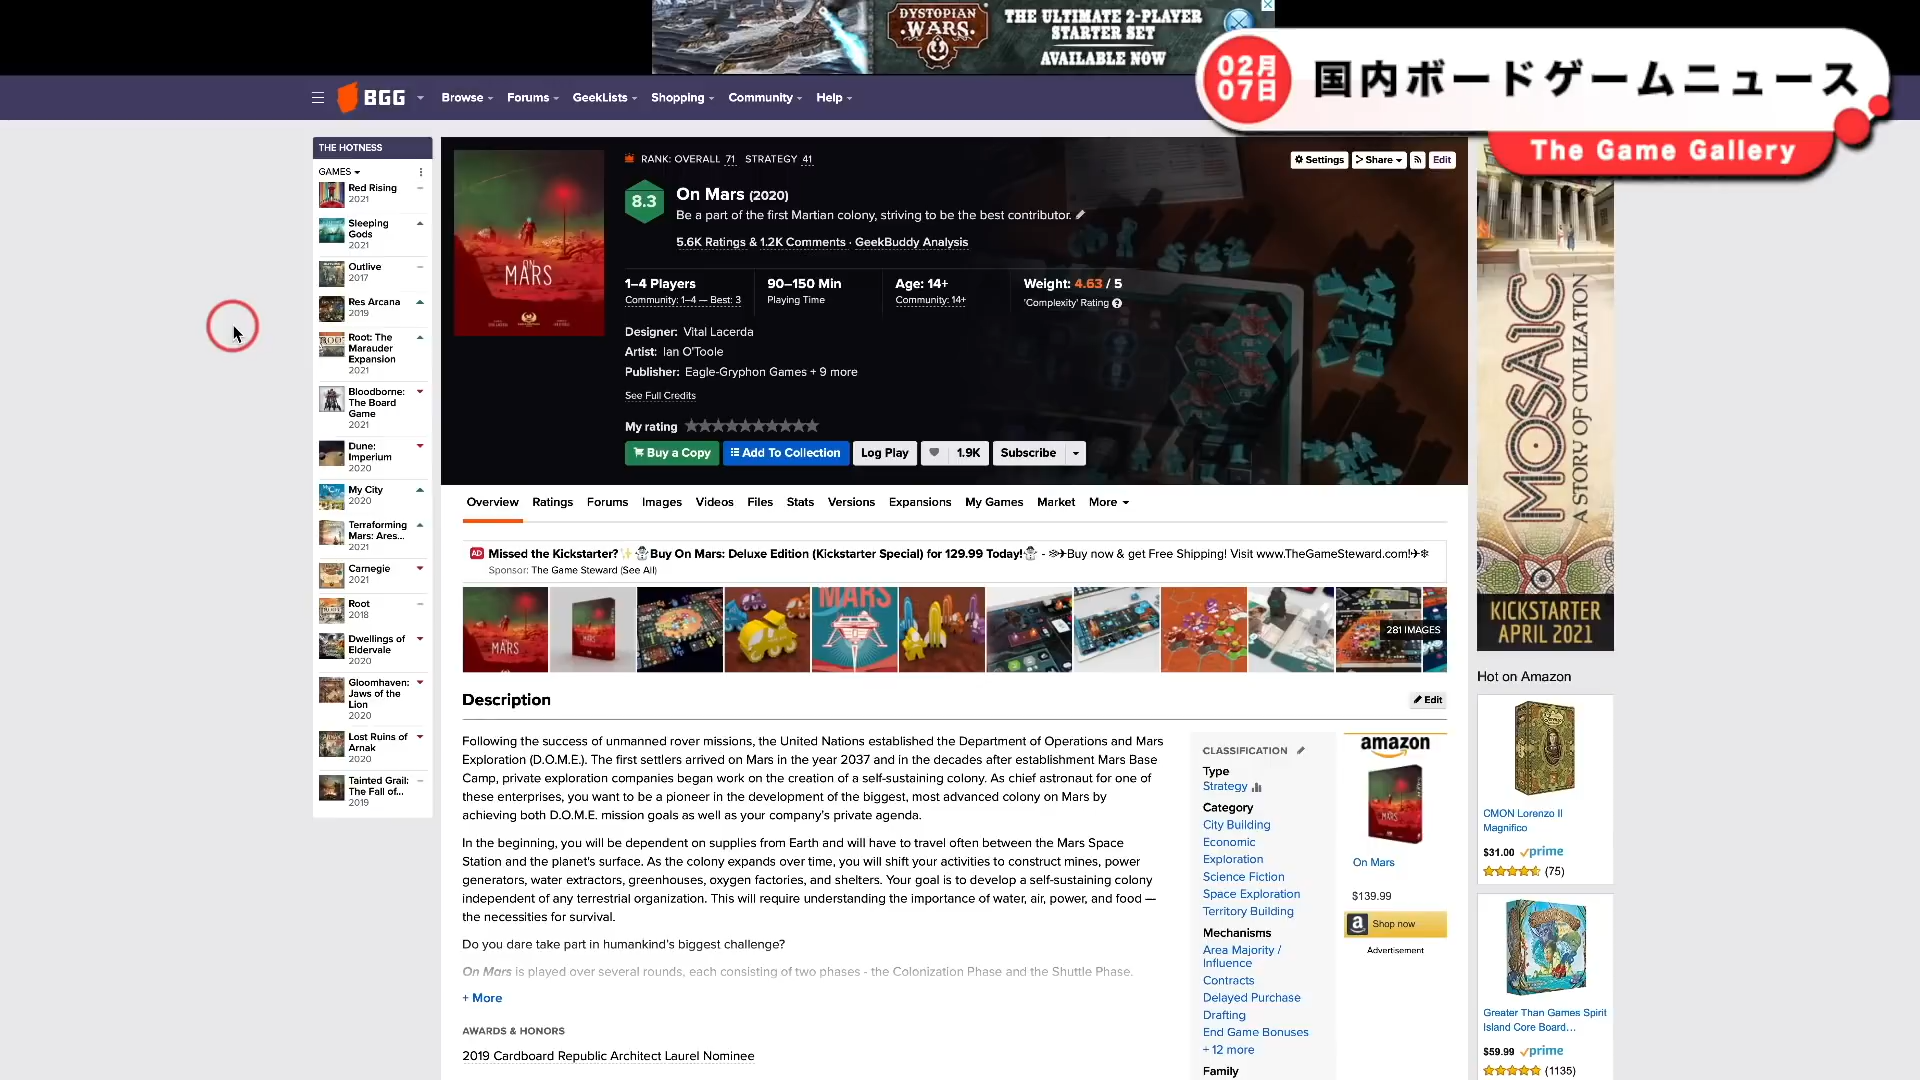 DYSTOPIAN WARS
THE ULTIMATE 2-PLAYER
STARTER SET
AVAILABLE NOW
02月
07日
国内ボードゲームニュース
The Game Gallery
BGG
Browse
Forums
GeekLists
Shopping
Community
Help
THE HOTNESS
GAMES
Red Rising
2021
Sleeping
Gods
2021
Outlive
2017
Res Arcana
2019
Root: The
Marauder
Expansion
2021
Bloodborne:
The Board
Game
2021
Dune:
Imperium
2020
My City
2020
Terraforming
Mars: Ares...
2021
Carnegie
2021
Root
2018
Dwellings of
Eldervale
2020
Gloomhaven:
Jaws of the
Lion
2020
Lost Ruins of
Arnak
2020
Tainted Grail:
The Fall of...
2019
RANK: OVERALL 71 STRATEGY 41
Settings
Share
Edit
8.3
On Mars (2020)
Be a part of the first Martian colony, striving to be the best contributor.
5.6K Ratings & 1.2K Comments · GeekBuddy Analysis
1–4 Players
Community: 1–4 — Best: 3
90–150 Min
Playing Time
Age: 14+
Community: 14+
Weight: 4.63 / 5
'Complexity' Rating
Designer: Vital Lacerda
Artist: Ian O'Toole
Publisher: Eagle-Gryphon Games + 9 more
See Full Credits
My rating
Buy a Copy
Add To Collection
Log Play
1.9K
Subscribe
ON
MARS
Overview
Ratings
Forums
Images
Videos
Files
Stats
Versions
Expansions
My Games
Market
More
AD Missed the Kickstarter?✨⛄Buy On Mars: Deluxe Edition (Kickstarter Special) for 129.99 Today!⛄ - ❄✈Buy now & get Free Shipping! Visit www.TheGameSteward.com!✈❄
Sponsor: The Game Steward (See All)
MARS
MARS
281 IMAGES
Description
Edit
Following the success of unmanned rover missions, the United Nations established the Department of Operations and Mars
Exploration (D.O.M.E.). The first settlers arrived on Mars in the year 2037 and in the decades after establishment Mars Base
Camp, private exploration companies began work on the creation of a self-sustaining colony. As chief astronaut for one of
these enterprises, you want to be a pioneer in the development of the biggest, most advanced colony on Mars by
achieving both D.O.M.E. mission goals as well as your company's private agenda.
In the beginning, you will be dependent on supplies from Earth and will have to travel often between the Mars Space
Station and the planet's surface. As the colony expands over time, you will shift your activities to construct mines, power
generators, water extractors, greenhouses, oxygen factories, and shelters. Your goal is to develop a self-sustaining colony
independent of any terrestrial organization. This will require understanding the importance of water, air, power, and food —
the necessities for survival.
Do you dare take part in humankind's biggest challenge?
On Mars is played over several rounds, each consisting of two phases - the Colonization Phase and the Shuttle Phase.
+ More
AWARDS & HONORS
2019 Cardboard Republic Architect Laurel Nominee
CLASSIFICATION
Type
Strategy
Category
City Building
Economic
Exploration
Science Fiction
Space Exploration
Territory Building
Mechanisms
Area Majority /
Influence
Contracts
Delayed Purchase
Drafting
End Game Bonuses
+ 12 more
Family
amazon
MARS
On Mars
$139.99
Shop now
Advertisement
MOSAIC
A STORY OF CIVILIZATION
KICKSTARTER
APRIL 2021
Hot on Amazon
CMON Lorenzo Il
Magnifico
$31.00 prime
(75)
Greater Than Games Spirit
Island Core Board...
$59.99 prime
(1135)